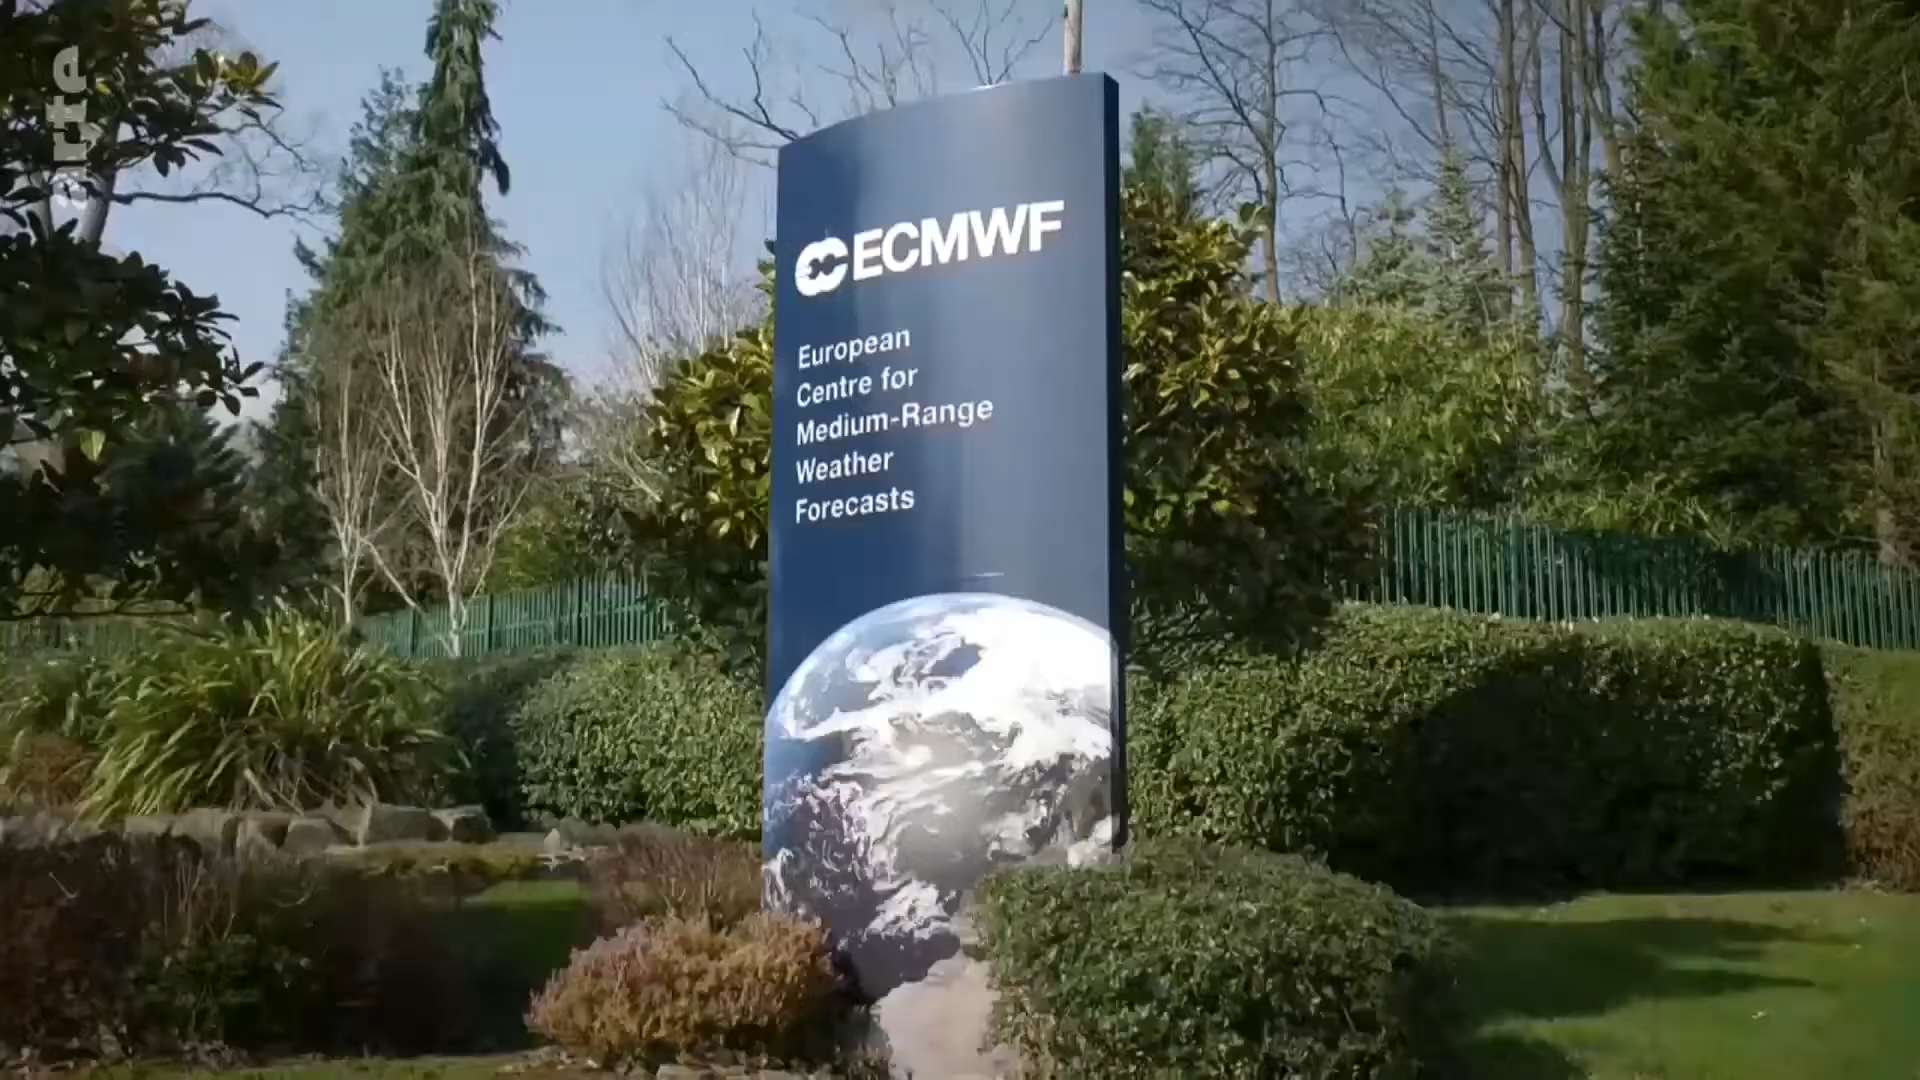 arte
ECMWF
European
Centre for
Medium-Range
Weather
Forecasts